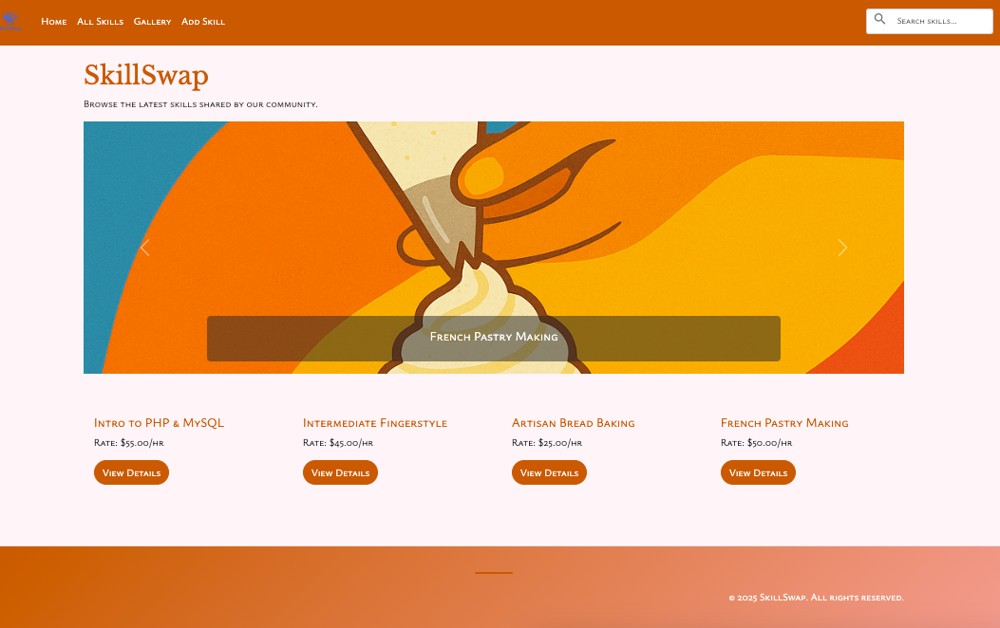 Home All Skills Gallery Add Skill Search skills...
SkillSwap
Browse the latest skills shared by our community.
French Pastry Making
Intro to PHP & MySQL Intermediate Fingerstyle Artisan Bread Baking French Pastry Making
Rate: $55.00/hr Rate: $45.00/hr Rate: $25.00/hr Rate: $50.00/hr
View Details View Details View Details View Details
© 2025 SkillSwap. All rights reserved.